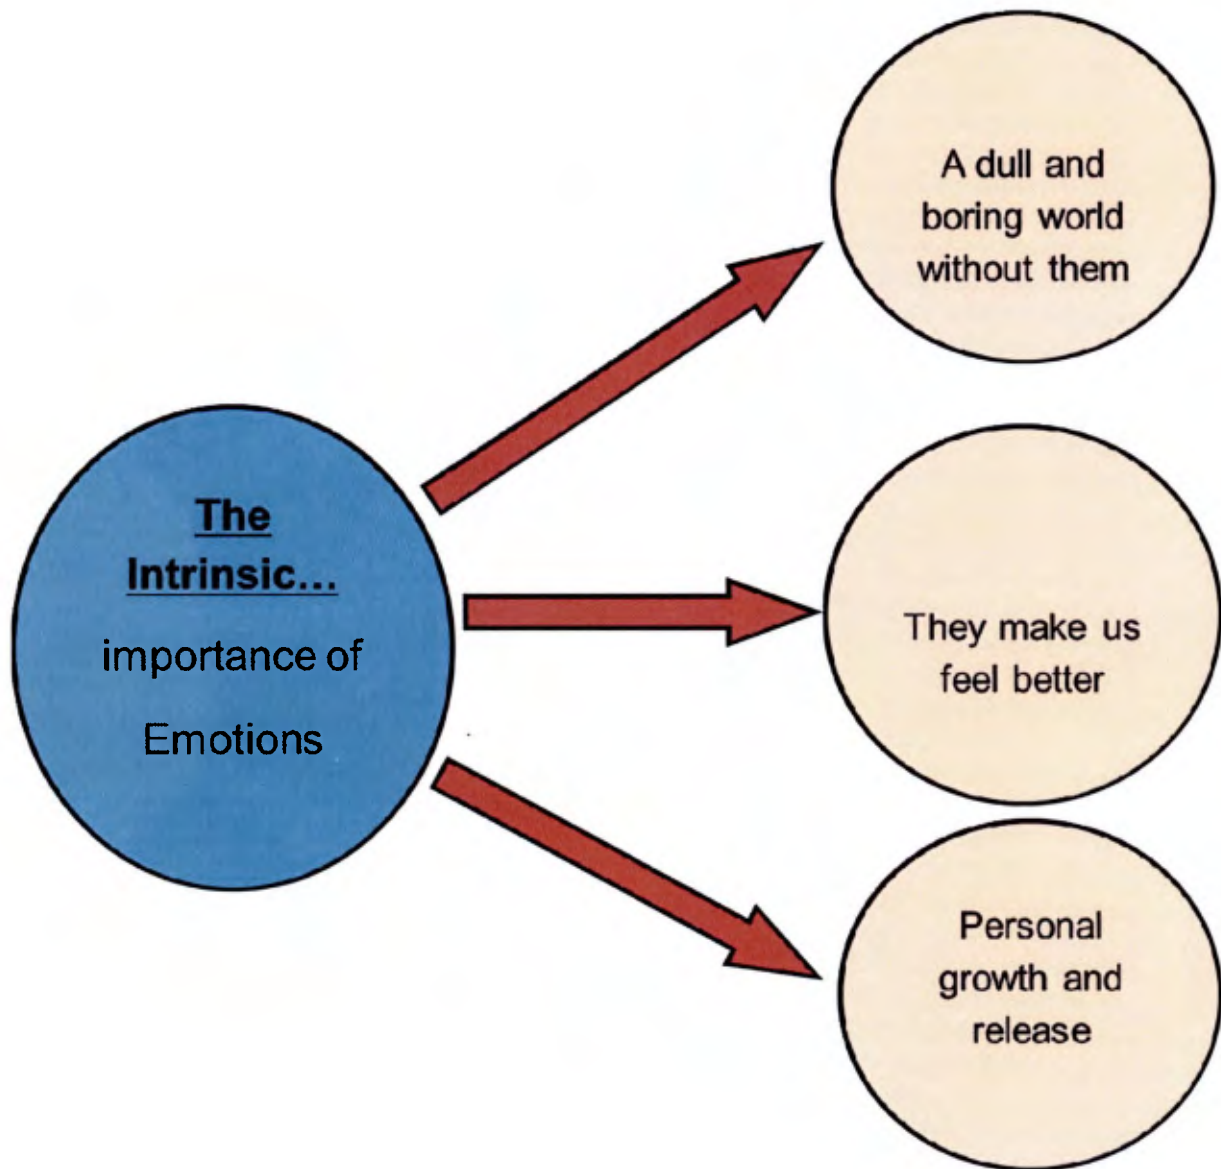 The
Intrinsic...
importance of
Emotions
A dull and
boring world
without them
They make us
feel better
Personal
growth and
release